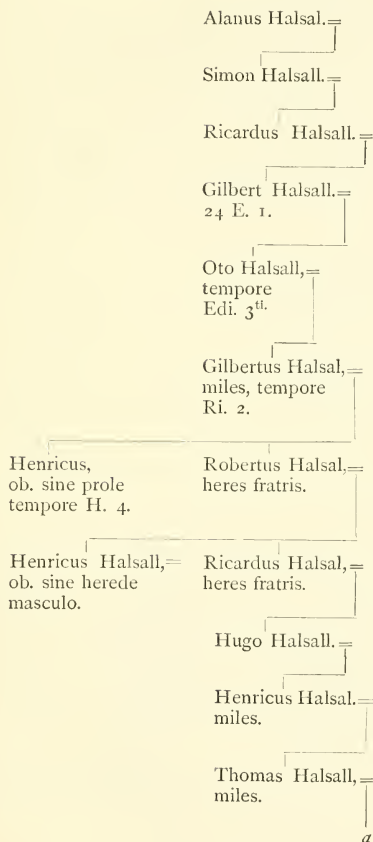 Alanus Halsal.=
Simon Halsall.=
Ricardus Halsall.=
Gilbert Halsall.=
24 E. 1.
Oto Halsall,=
tempore
Edi. 3ti.
Gilbertus Halsal,=
miles, tempore
Ri. 2.
Henricus,
ob. sine prole
tempore H. 4.
Robertus Halsal,=
heres fratris.
Henricus Halsall,=
ob. sine herede
masculo.
Ricardus Halsal,=
heres fratris.
Hugo Halsall.=
Henricus Halsal.=
miles.
Thomas Halsall,=
miles.
a